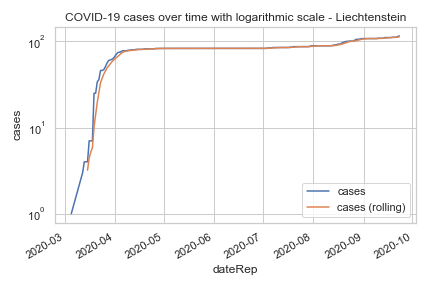 COVID-19 cases over time with logarithmic scale - Liechtenstein
cases
10²
10¹
10⁰
cases
cases (rolling)
2020-03
2020-04
2020-05
2020-06
2020-07
2020-08
2020-09
2020-10
dateRep